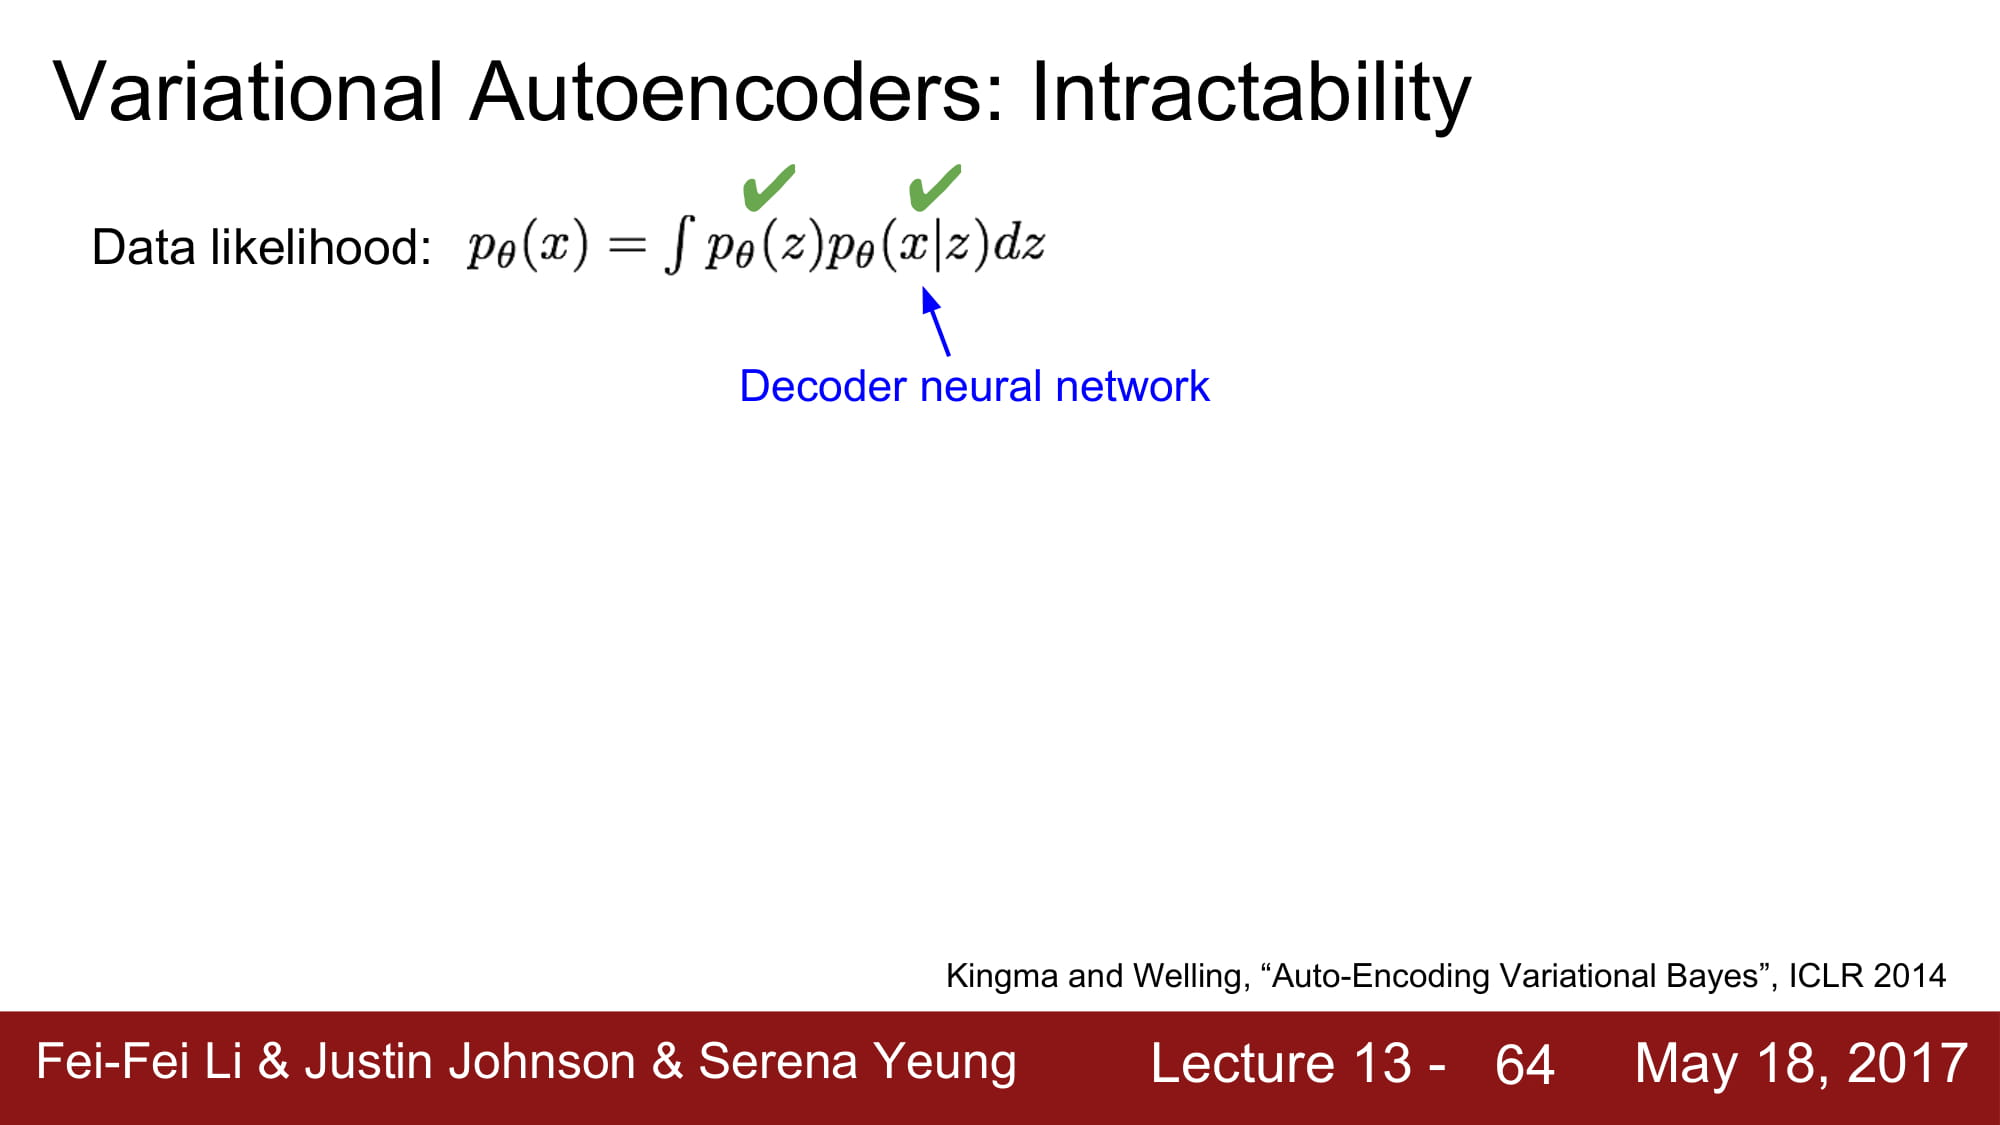 Variational Autoencoders: Intractability
✔ ✔
Data likelihood: $p_\theta(x) = \int p_\theta(z) p_\theta(x|z) dz$
Decoder neural network
Kingma and Welling, “Auto-Encoding Variational Bayes”, ICLR 2014
Fei-Fei Li & Justin Johnson & Serena Yeung Lecture 13 - 64 May 18, 2017